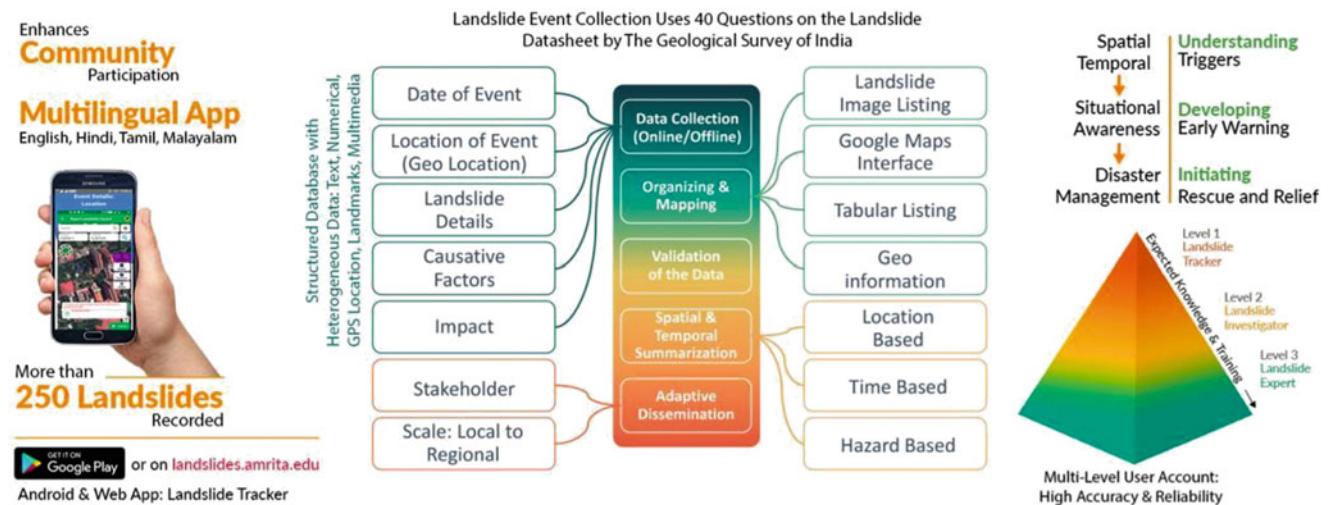 Enhances
Community
Participation
Multilingual App
English, Hindi, Tamil, Malayalam
SAMSUNG
Event Details:
Location
More than
250 Landslides
Recorded
GET IT ON
Google Play
or on landslides.amrita.edu
Android & Web App: Landslide Tracker
Landslide Event Collection Uses 40 Questions on the Landslide
Datasheet by The Geological Survey of India
Structured Database with
Heterogeneous Data: Text, Numerical,
GPS Location, Landmarks, Multimedia
Date of Event
Location of Event
(Geo Location)
Landslide
Details
Causative
Factors
Impact
Stakeholder
Scale: Local to
Regional
Data Collection
(Online/Offline)
Organizing &
Mapping
Validation
of the Data
Spatial &
Temporal
Summarization
Adaptive
Dissemination
Landslide
Image Listing
Google Maps
Interface
Tabular Listing
Geo
information
Location
Based
Time Based
Hazard Based
Spatial
Temporal
Understanding
Triggers
Situational
Awareness
Developing
Early Warning
Disaster
Management
Initiating
Rescue and Relief
Level 1
Landslide
Tracker
Expected Knowledge & Training
Level 2
Landslide
Investigator
Level 3
Landslide
Expert
Multi-Level User Account:
High Accuracy & Reliability